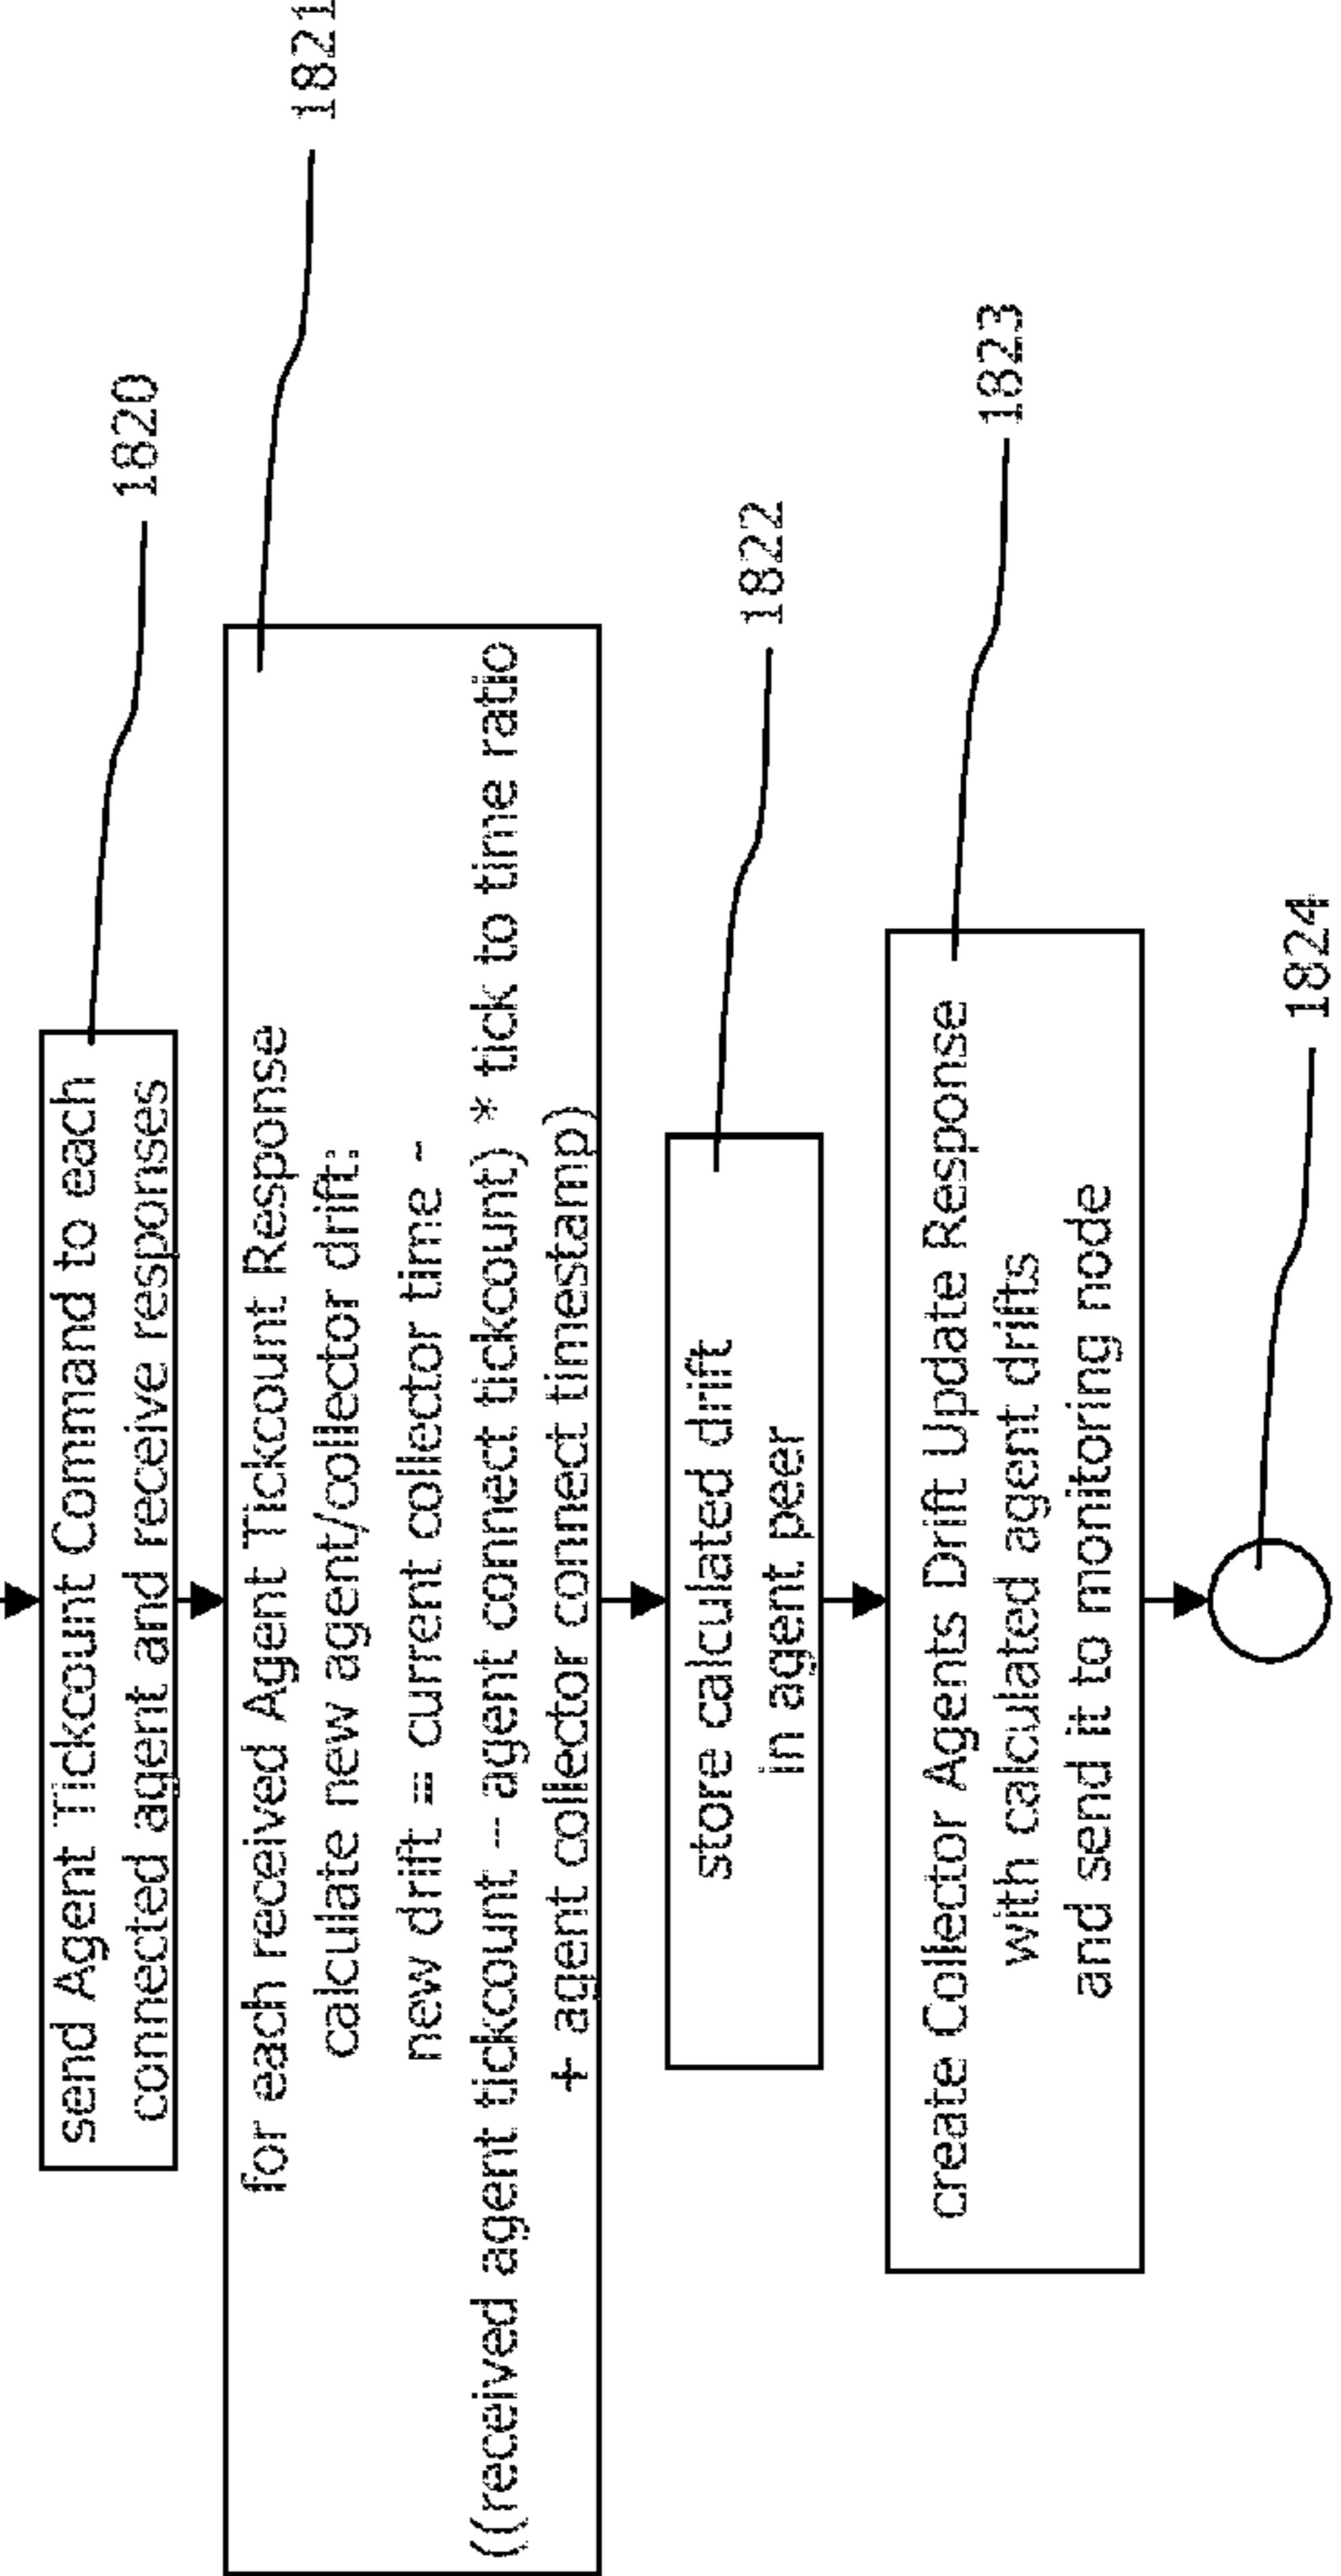 send Agent Tickcount Command to each
connected agent and receive responses
1820
for each received Agent Tickcount Response
calculate new agent/collector drift:
new drift = current collector time -
((received agent tickcount – agent connect tickcount) * tick to time ratio
+ agent collector connect timestamp)
1821
store calculated drift
in agent peer
1822
create Collector Agents Drift Update Response
with calculated agent drifts
and send it to monitoring node
1823
1824